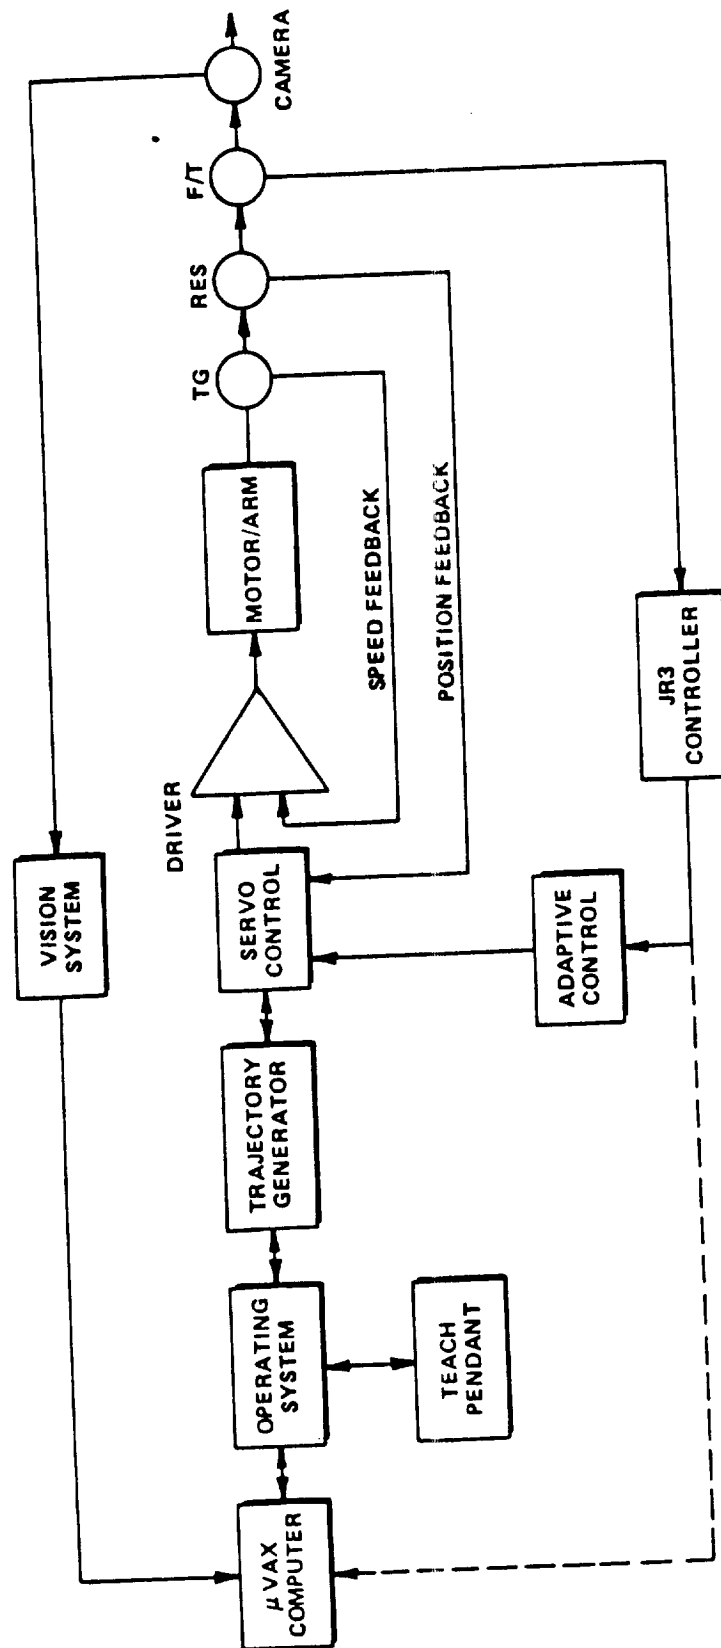 CAMERA
F/T
RES
TG
MOTOR/ARM
SPEED FEEDBACK
POSITION FEEDBACK
DRIVER
VISION
SYSTEM
SERVO
CONTROL
JR3
CONTROLLER
ADAPTIVE
CONTROL
TRAJECTORY
GENERATOR
OPERATING
SYSTEM
TEACH
PENDANT
μVAX
COMPUTER